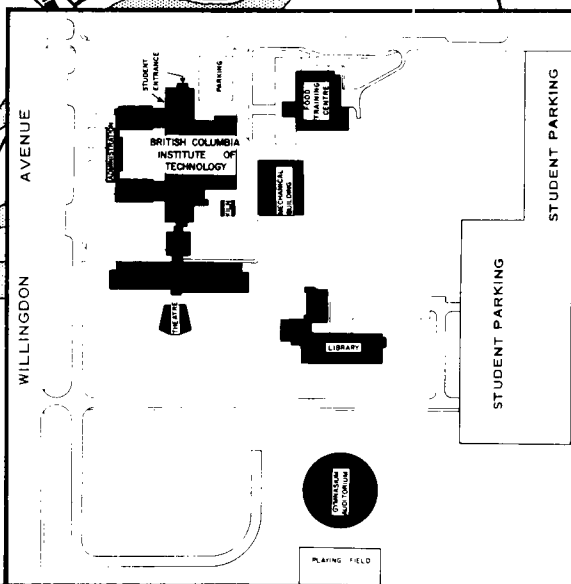 STUDENT
ENTRANCE
PARKING
FOOD
TRAINING
CENTRE
STUDENT PARKING
AVENUE
ADMINISTRATION
BRITISH COLUMBIA
INSTITUTE OF
TECHNOLOGY
MECHANICAL
BUILDING
WILLINGDON
THEATRE
LIBRARY
STUDENT PARKING
GYMNASIUM
AUDITORIUM
PLAYING FIELD